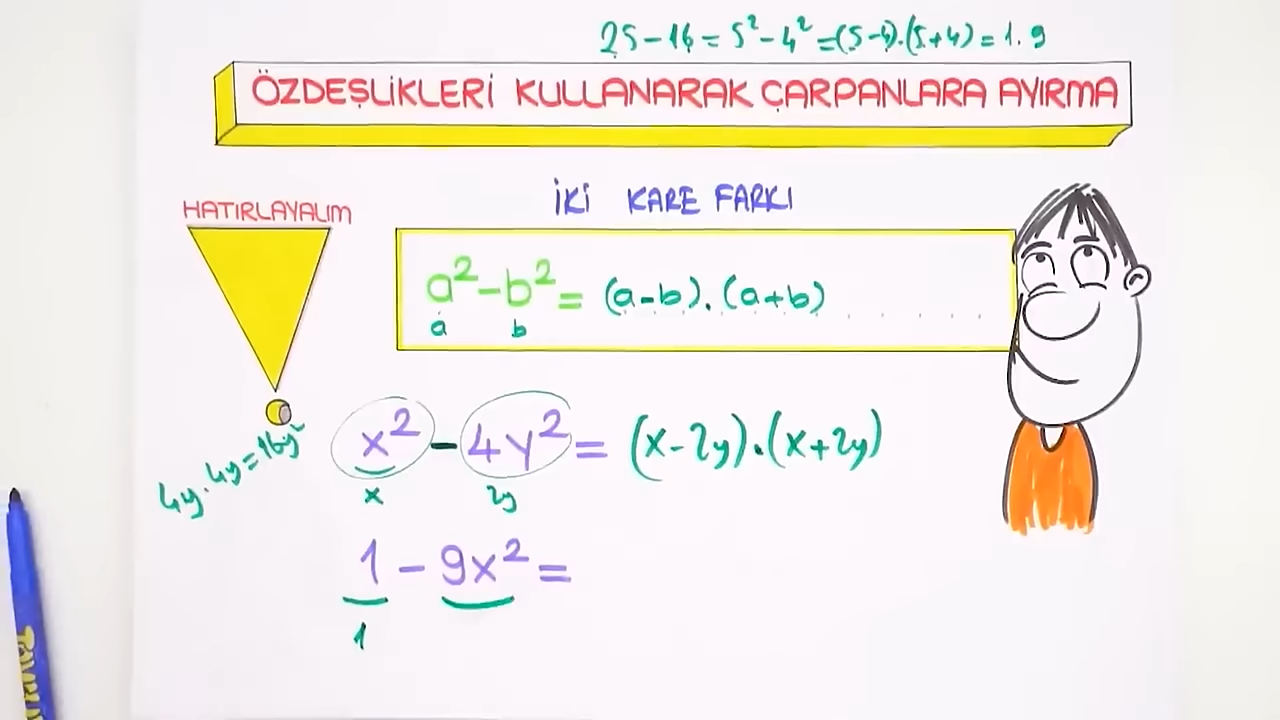 25-16=5²-4²=(5-4).(5+4)=1.9
ÖZDEŞLİKLERİ KULLANARAK ÇARPANLARA AYIRMA
İKİ KARE FARKI
HATIRLAYALIM
a²-b²=(a-b).(a+b)
a b
x²-4y²=(x-2y).(x+2y)
x 2y
4y.4y=16y²
1-9x²=
1